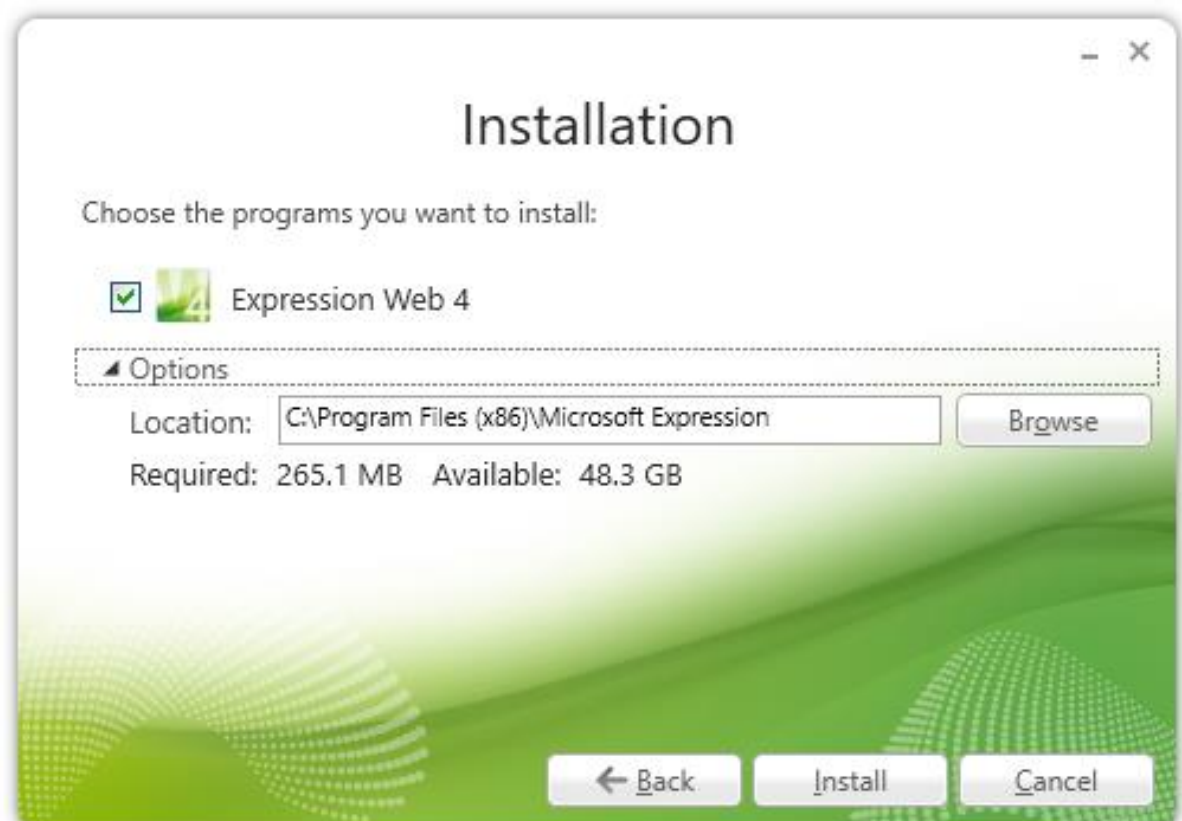 Installation
Choose the programs you want to install:
Expression Web 4
Options
Location: C:\Program Files (x86)\Microsoft Expression Browse
Required: 265.1 MB Available: 48.3 GB
Back Install Cancel